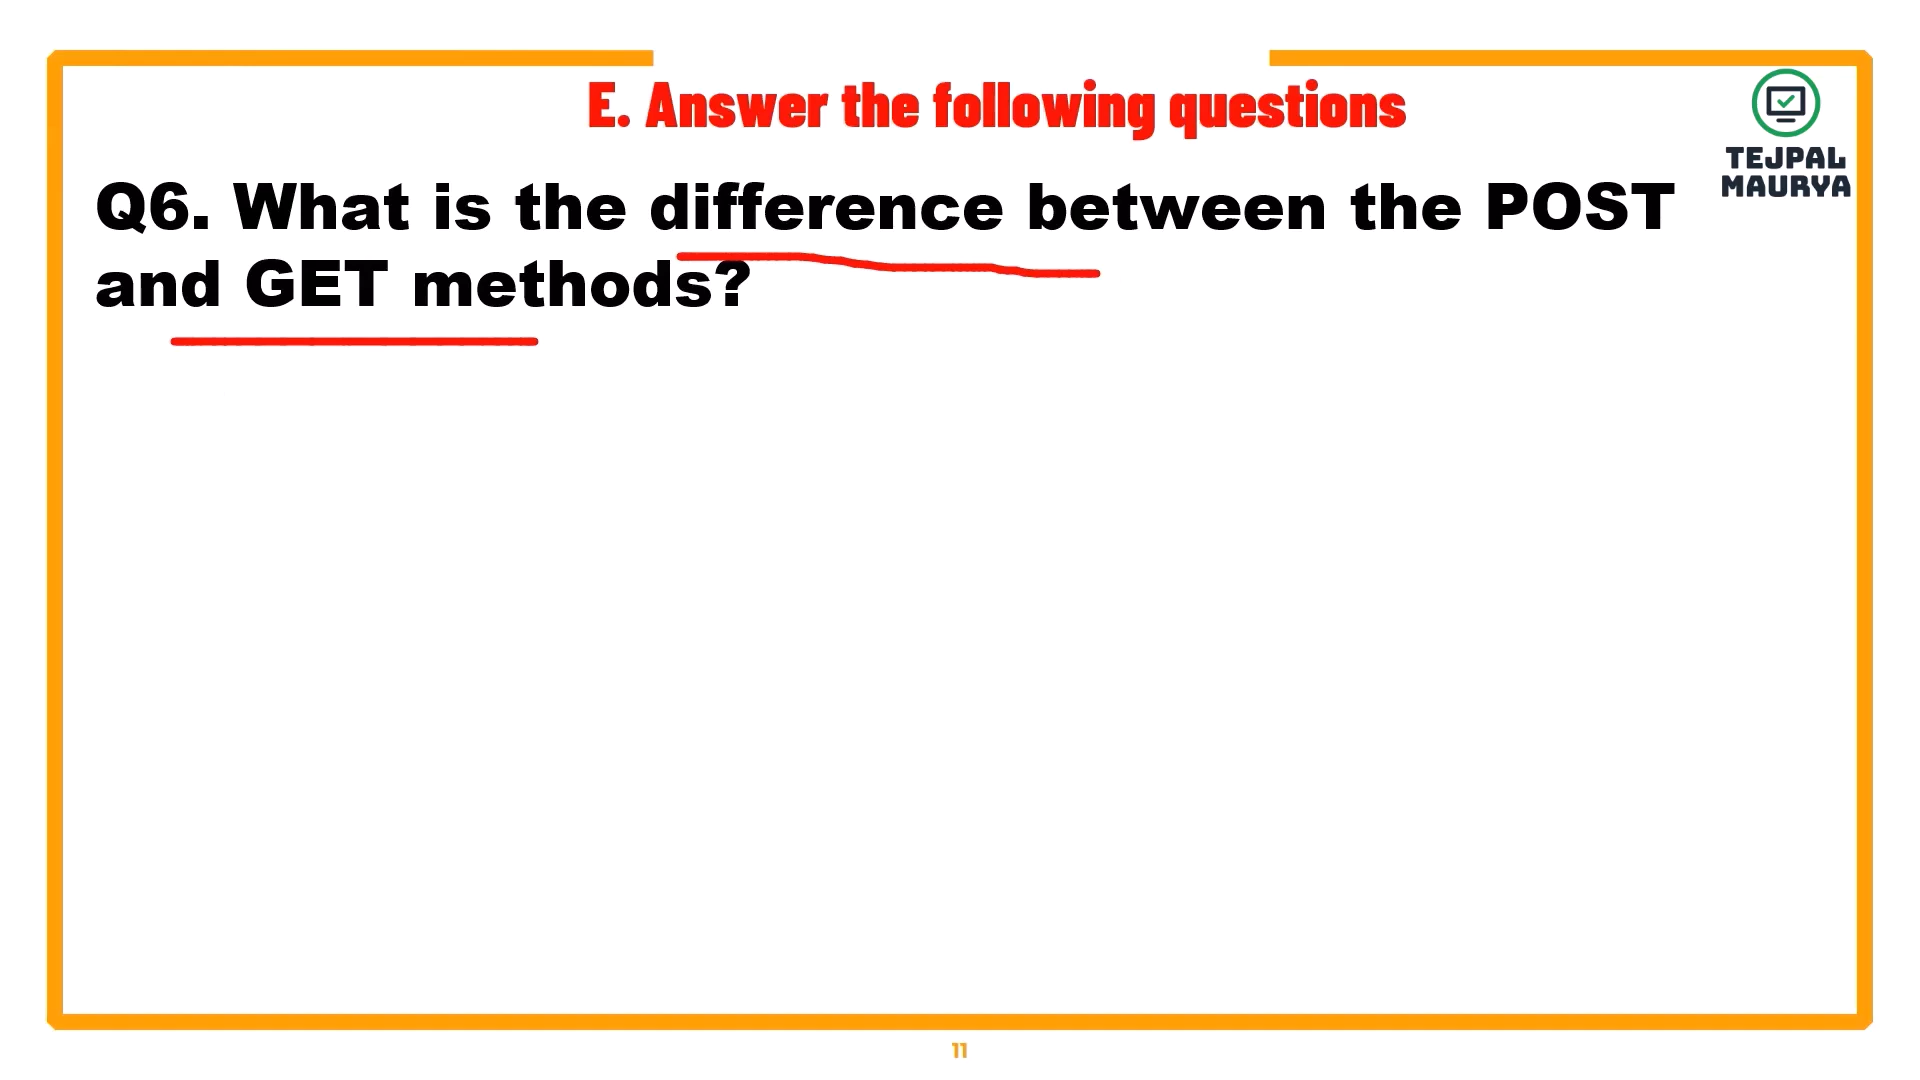 E. Answer the following questions
TEJPAL
MAURYA
Q6. What is the difference between the POST
and GET methods?
11